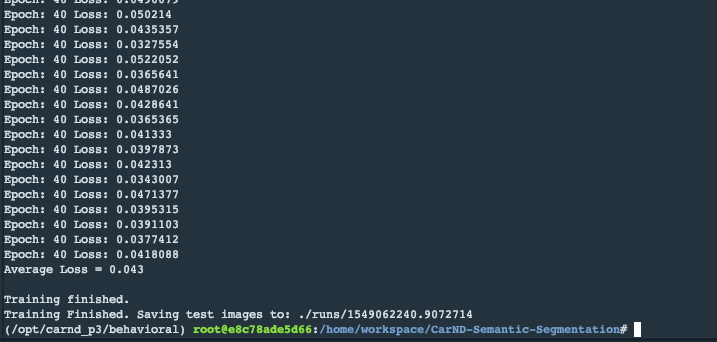 Epoch: 40 Loss: 0.050214
Epoch: 40 Loss: 0.0435357
Epoch: 40 Loss: 0.0327554
Epoch: 40 Loss: 0.0522052
Epoch: 40 Loss: 0.0365641
Epoch: 40 Loss: 0.0487026
Epoch: 40 Loss: 0.0428641
Epoch: 40 Loss: 0.0365365
Epoch: 40 Loss: 0.041333
Epoch: 40 Loss: 0.0397873
Epoch: 40 Loss: 0.042313
Epoch: 40 Loss: 0.0343007
Epoch: 40 Loss: 0.0471377
Epoch: 40 Loss: 0.0395315
Epoch: 40 Loss: 0.0391103
Epoch: 40 Loss: 0.0377412
Epoch: 40 Loss: 0.0418088
Average Loss = 0.043
Training finished.
Training Finished. Saving test images to: ./runs/1549062240.9072714
(/opt/carnd_p3/behavioral) root@e8c78ade5d66:/home/workspace/CarND-Semantic-Segmentation#